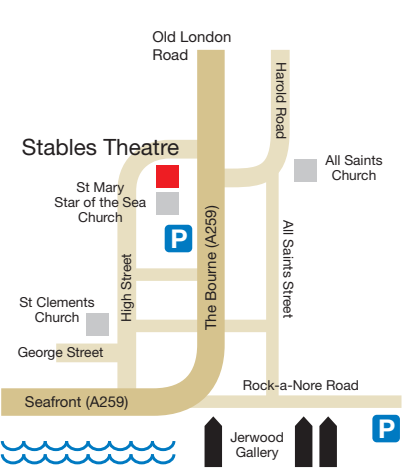 Old London
Road
Harold Road
Stables Theatre
All Saints
Church
St Mary
Star of the Sea
Church
P
The Bourne (A259)
All Saints Street
High Street
St Clements
Church
George Street
Rock-a-Nore Road
Seafront (A259)
P
Jerwood
Gallery